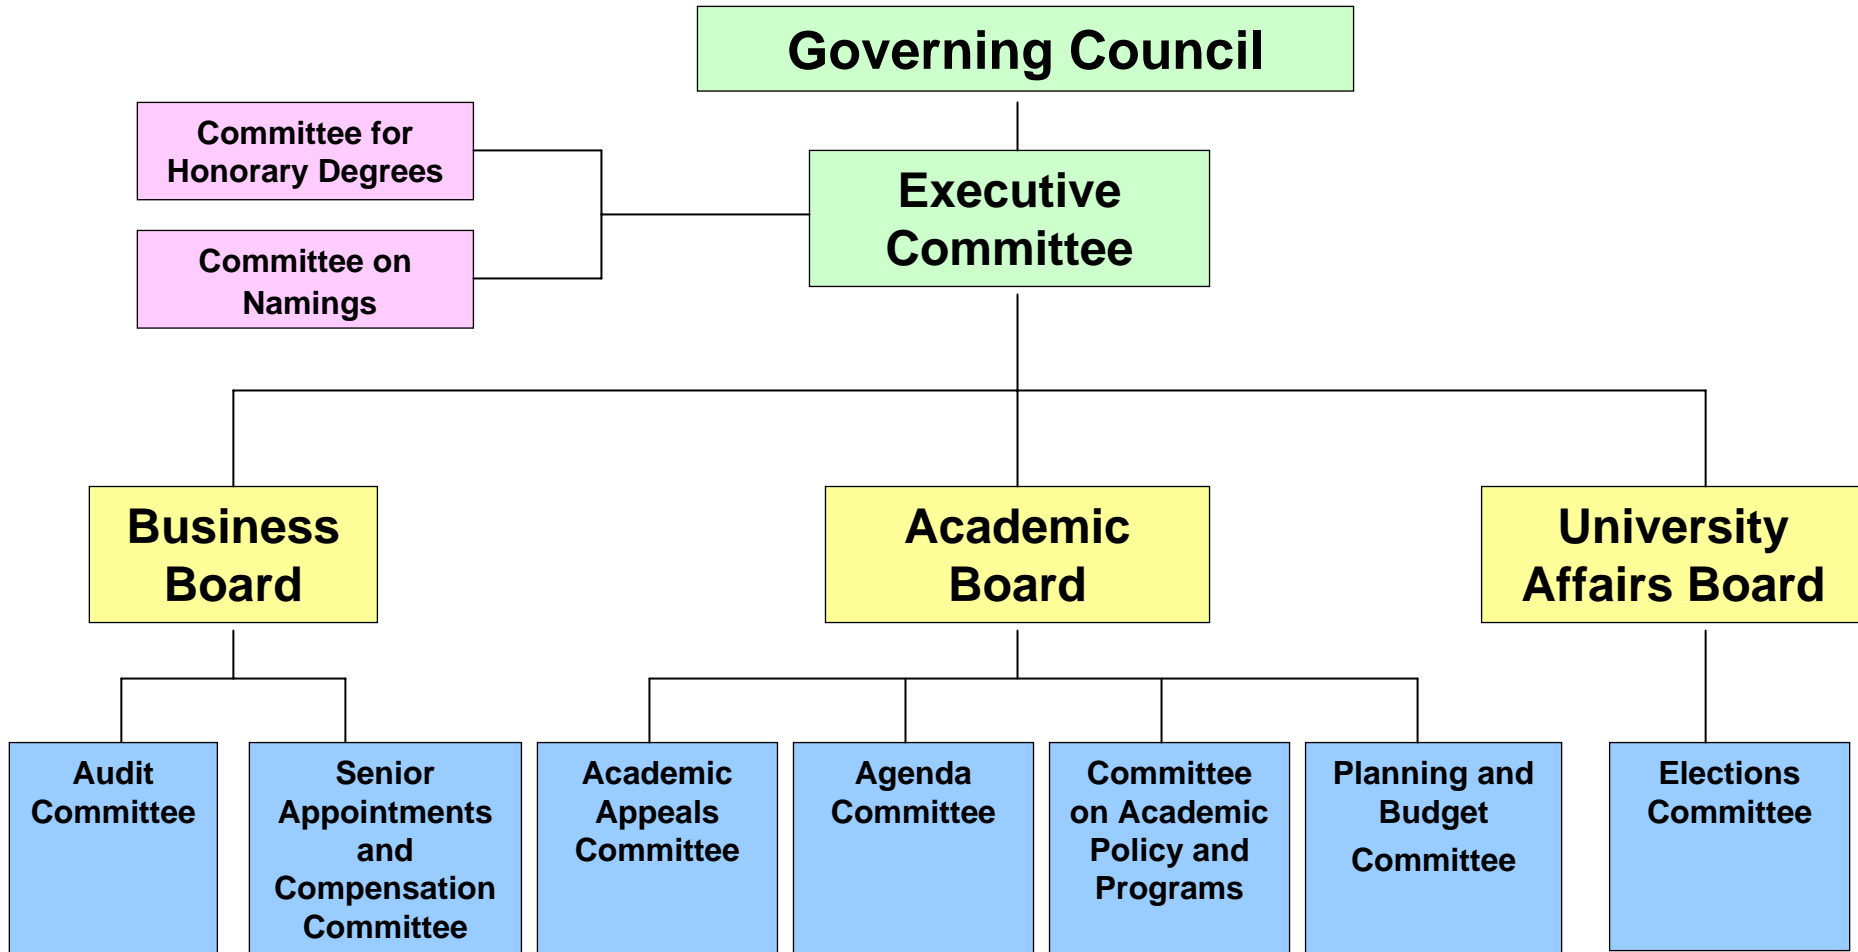 Governing Council
Committee for
Honorary Degrees
Executive
Committee
Committee on
Namings
Business
Board
Academic
Board
University
Affairs Board
Audit
Committee
Senior
Appointments
and
Compensation
Committee
Academic
Appeals
Committee
Agenda
Committee
Committee
on Academic
Policy and
Programs
Planning and
Budget
Committee
Elections
Committee